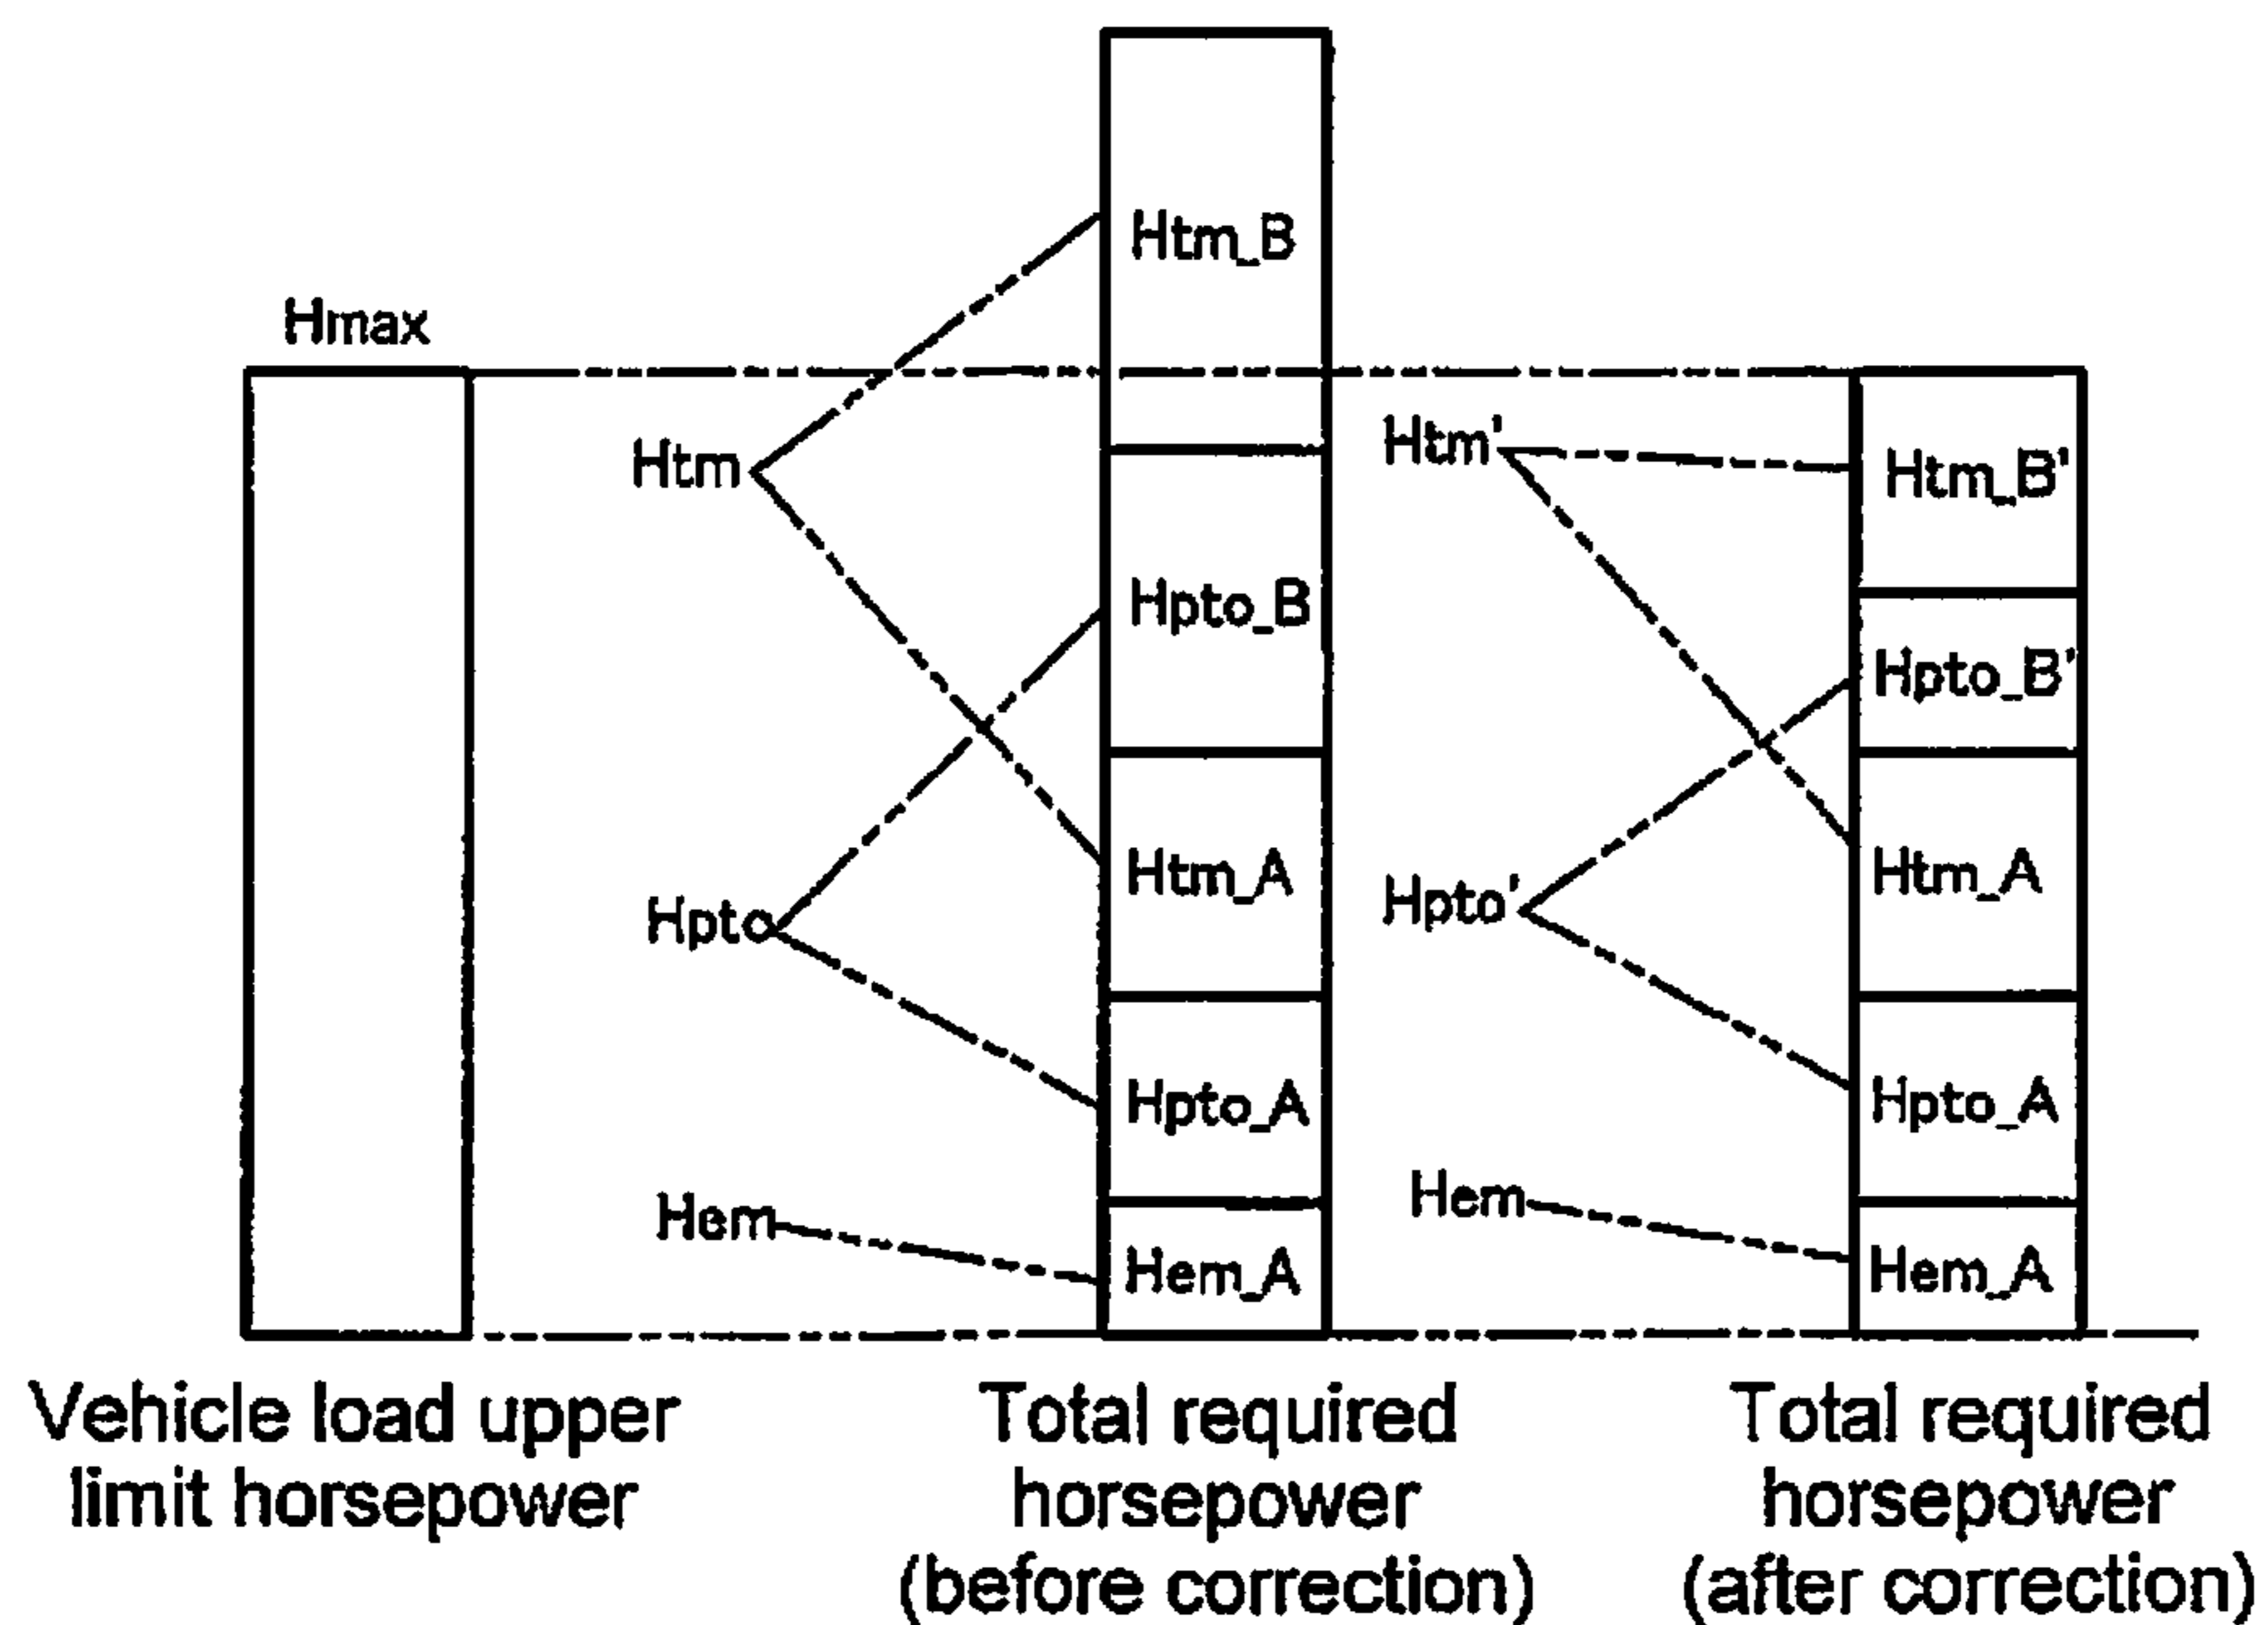 Hmax
Htm
Hpto
Hem
Htm_B
Hpto_B
Htm_A
Hpto_A
Hem_A
Htm'
Hpto'
Hem
Htm_B'
Hpto_B'
Htm_A
Hpto_A
Hem_A
Vehicle load upper
limit horsepower
Total required
horsepower
(before correction)
Total required
horsepower
(after correction)